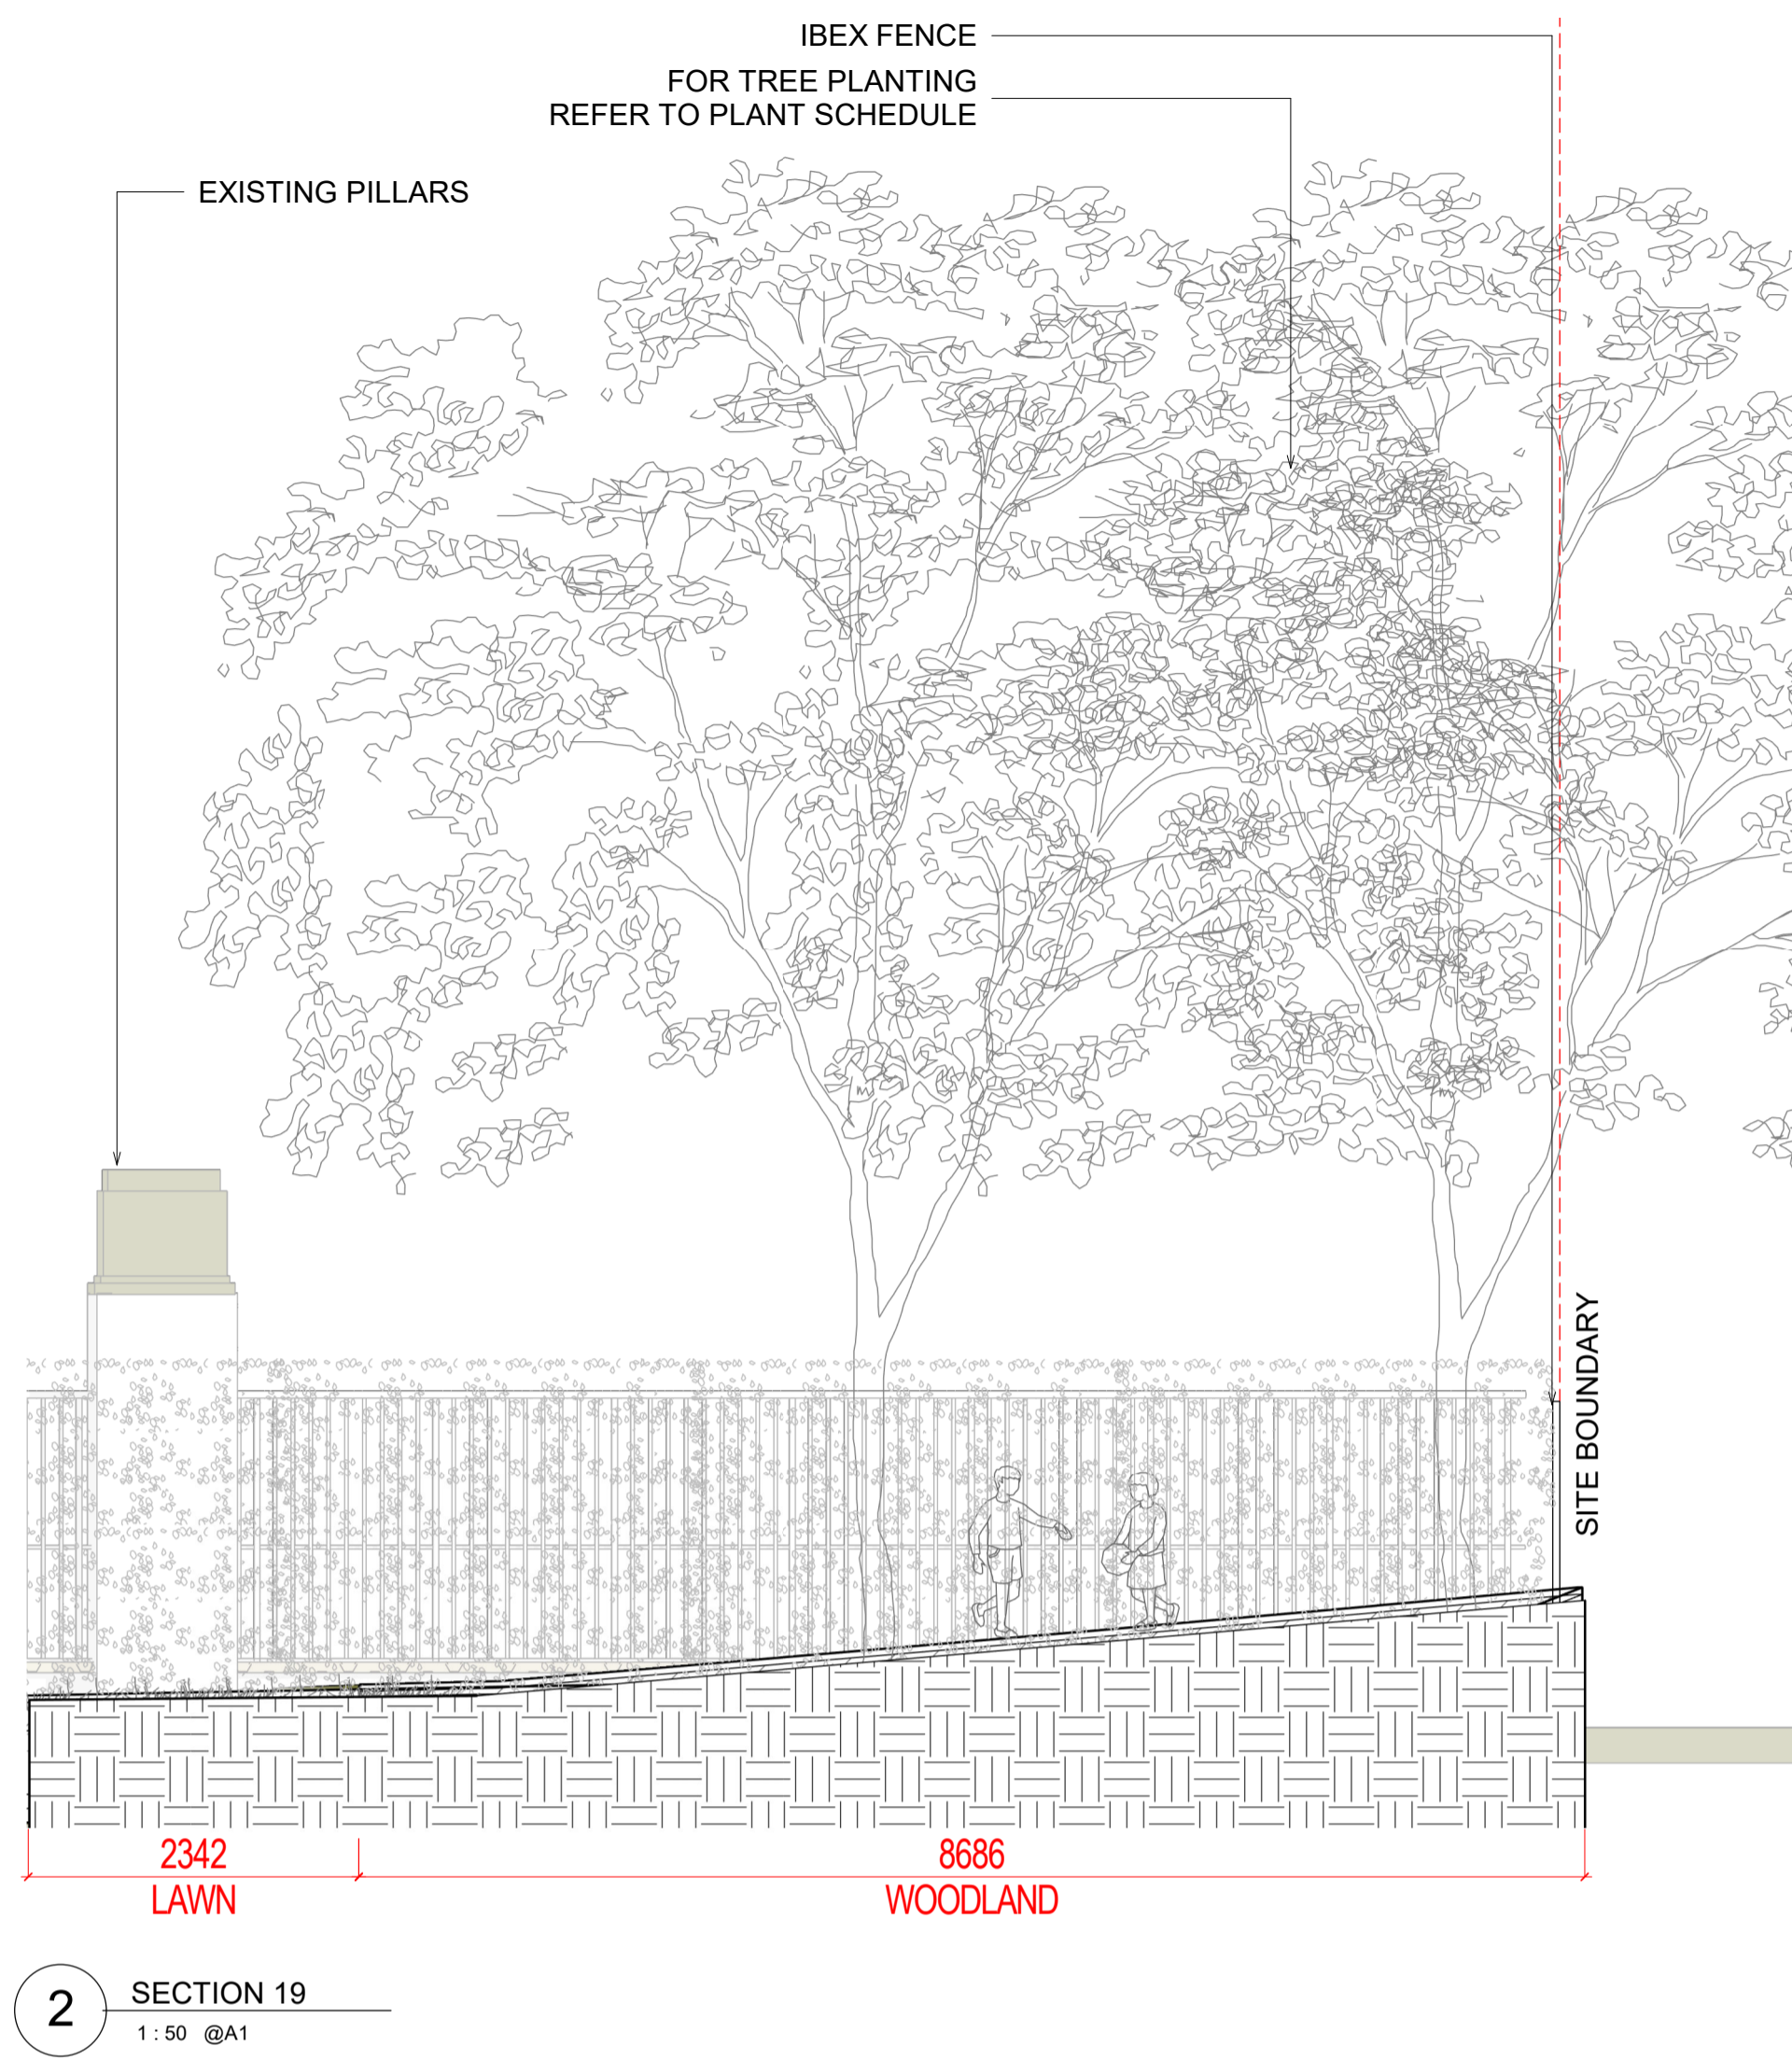 IBEX FENCE
FOR TREE PLANTING
REFER TO PLANT SCHEDULE
EXISTING PILLARS
SITE BOUNDARY
2342
LAWN
8686
WOODLAND
2
SECTION 19
1 : 50 @A1